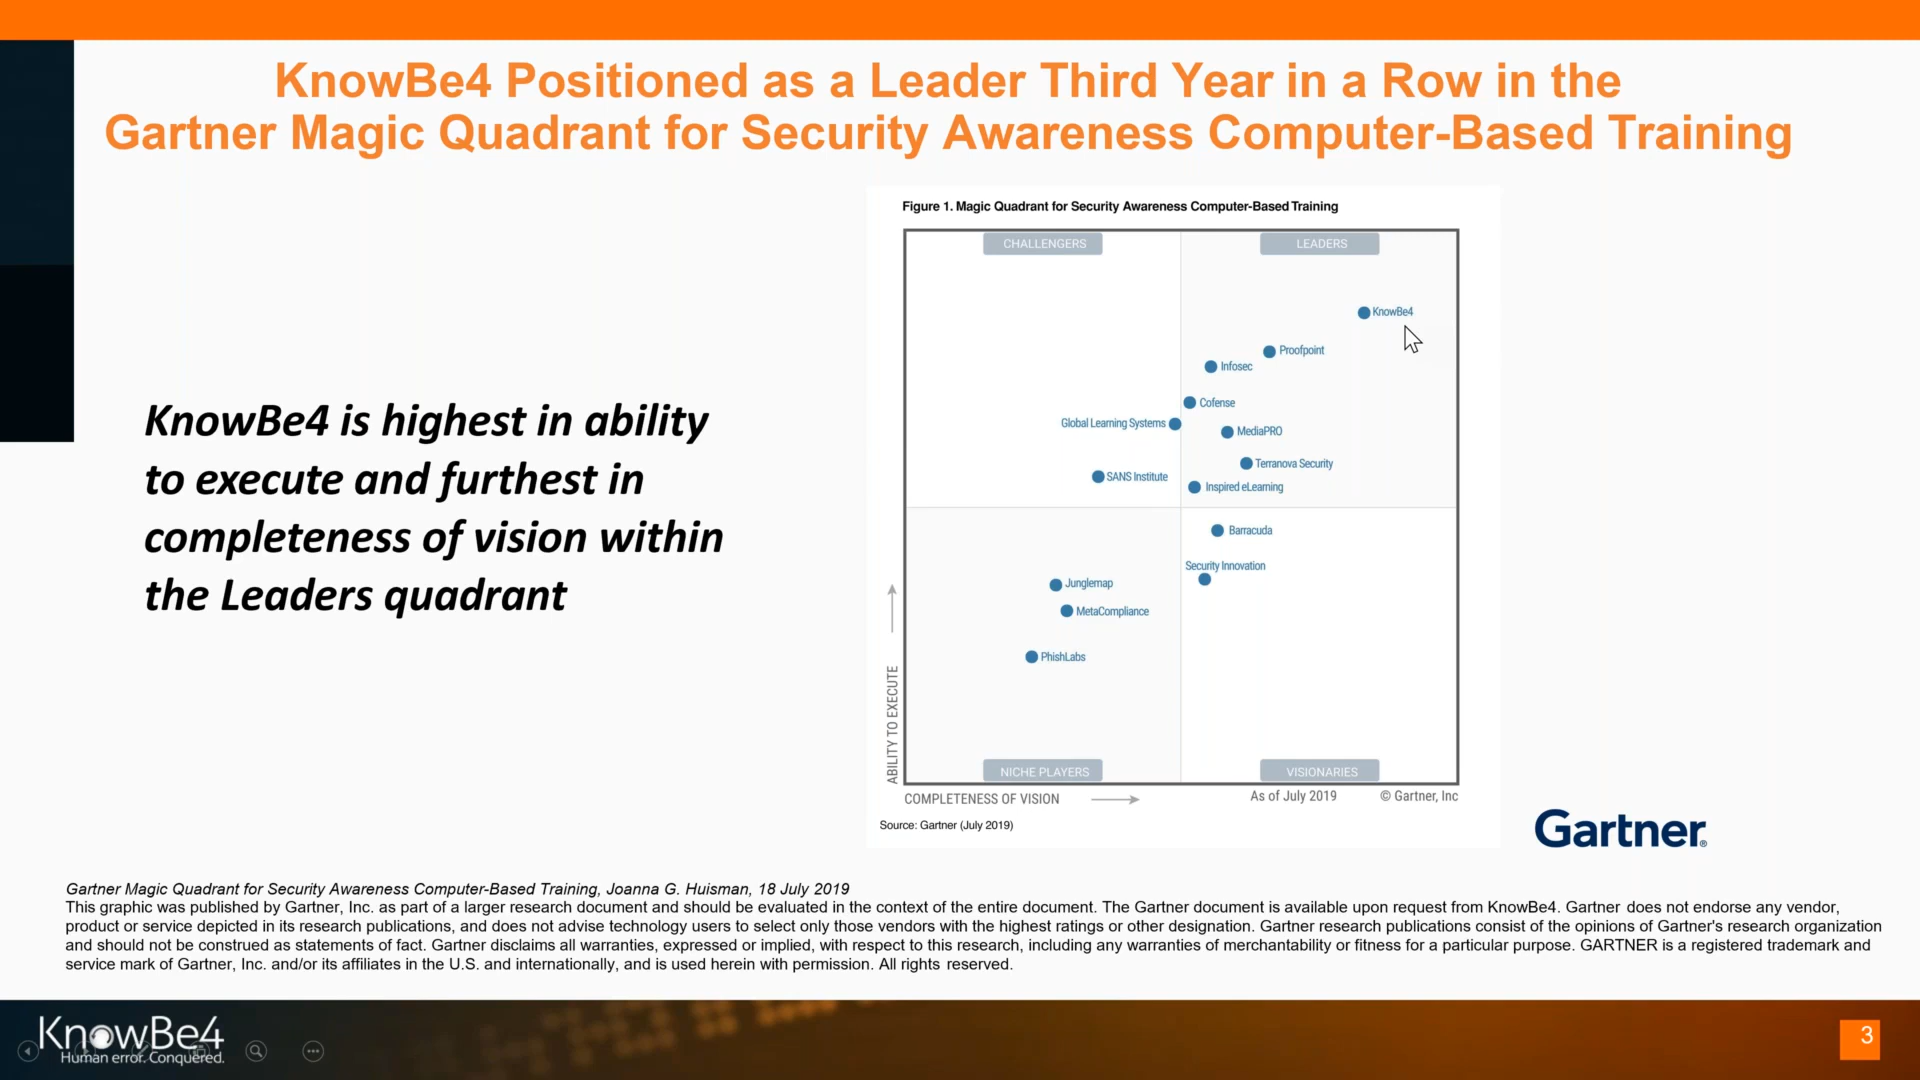 KnowBe4 Positioned as a Leader Third Year in a Row in the
Gartner Magic Quadrant for Security Awareness Computer-Based Training
KnowBe4 is highest in ability
to execute and furthest in
completeness of vision within
the Leaders quadrant
Figure 1. Magic Quadrant for Security Awareness Computer-Based Training
CHALLENGERS
LEADERS
KnowBe4
Proofpoint
Infosec
Cofense
Global Learning Systems
MediaPRO
Terranova Security
SANS Institute
Inspired eLearning
Barracuda
Security Innovation
Junglemap
MetaCompliance
PhishLabs
ABILITY TO EXECUTE
NICHE PLAYERS
VISIONARIES
COMPLETENESS OF VISION
As of July 2019
© Gartner, Inc
Source: Gartner (July 2019)
Gartner®
Gartner Magic Quadrant for Security Awareness Computer-Based Training, Joanna G. Huisman, 18 July 2019
This graphic was published by Gartner, Inc. as part of a larger research document and should be evaluated in the context of the entire document. The Gartner document is available upon request from KnowBe4. Gartner does not endorse any vendor,
product or service depicted in its research publications, and does not advise technology users to select only those vendors with the highest ratings or other designation. Gartner research publications consist of the opinions of Gartner's research organization
and should not be construed as statements of fact. Gartner disclaims all warranties, expressed or implied, with respect to this research, including any warranties of merchantability or fitness for a particular purpose. GARTNER is a registered trademark and
service mark of Gartner, Inc. and/or its affiliates in the U.S. and internationally, and is used herein with permission. All rights reserved.
KnowBe4
Human error. Conquered.
3